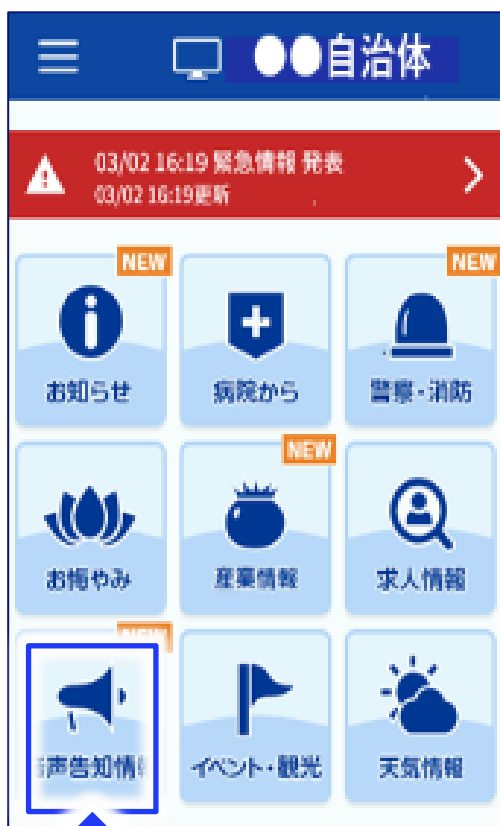 ●●自治体
03/02 16:19 緊急情報 発表
03/02 16:19更新
NEW
NEW
お知らせ
病院から
警察・消防
NEW
お悔やみ
産業情報
求人情報
NEW
声告知情
イベント・観光
天気情報